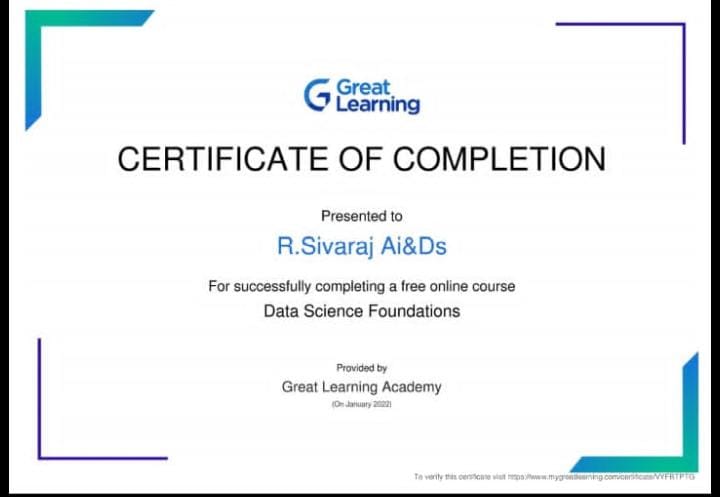 Great
Learning
CERTIFICATE OF COMPLETION
Presented to
R.Sivaraj Ai&Ds
For successfully completing a free online course
Data Science Foundations
Provided by
Great Learning Academy
(On January 2022)
To verify this certificate visit https://www.mygreatlearning.com/certificate/VYFBTPTG